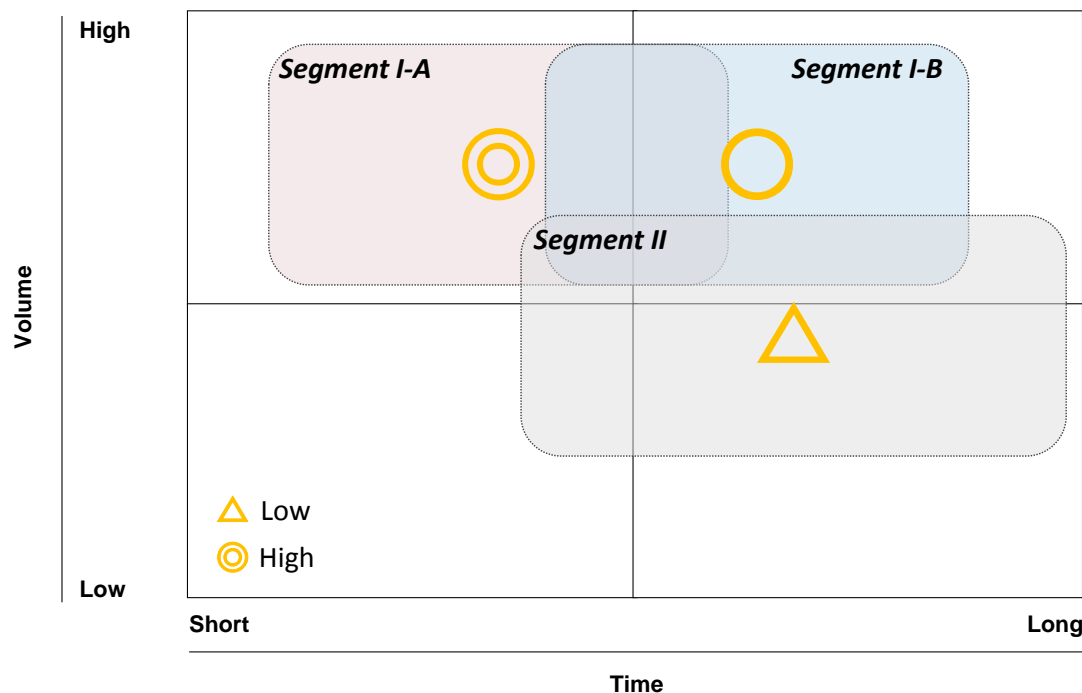 High
Segment I-A
Segment I-B
Segment II
Volume
Low
High
Low
Short
Long
Time